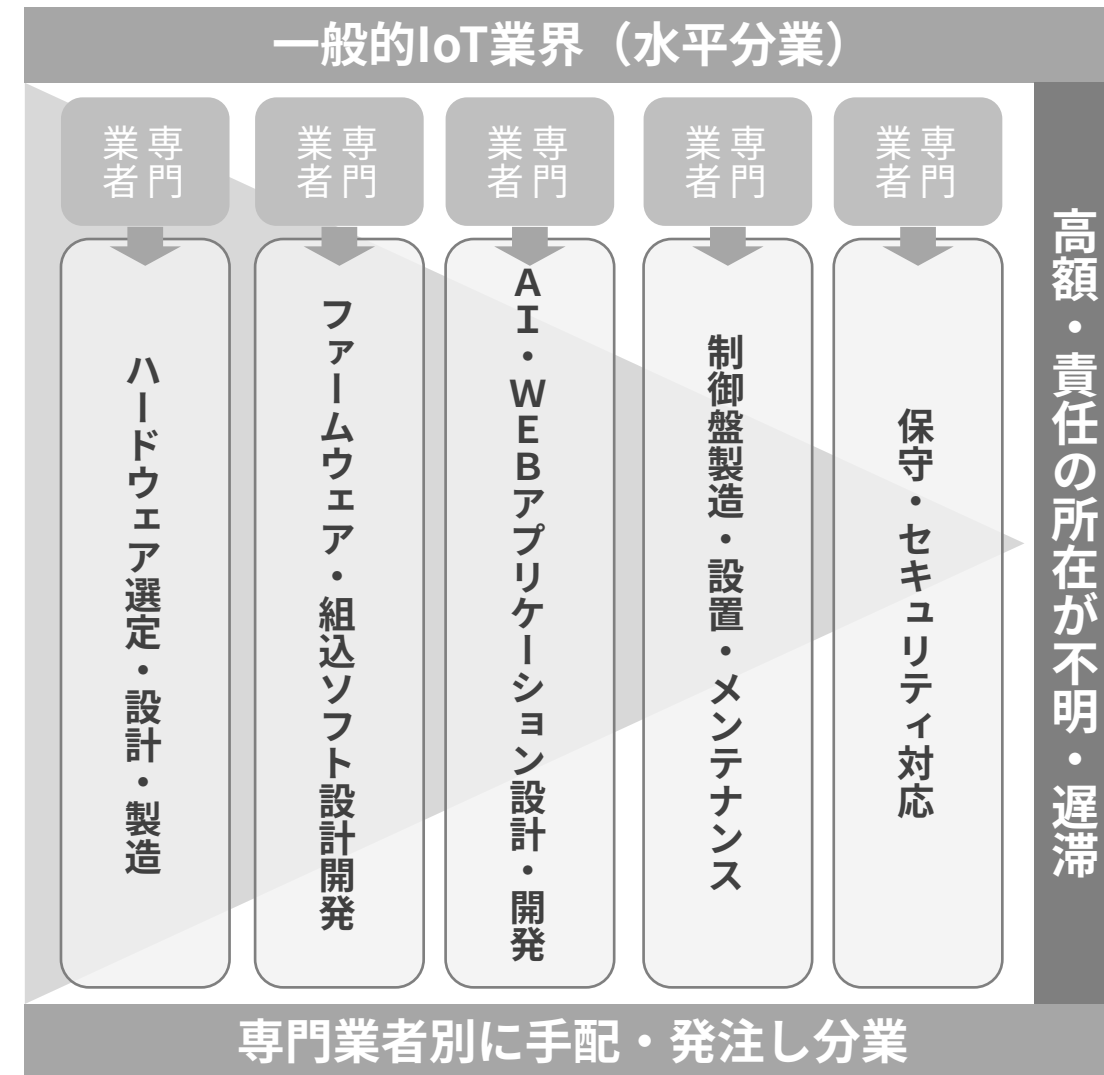 一般的IoT業界（水平分業）
専門
業者
専門
業者
専門
業者
専門
業者
専門
業者
ハードウェア選定・設計・製造
ファームウェア・組込ソフト設計開発
AI・WEBアプリケーション設計・開発
制御盤製造・設置・メンテナンス
保守・セキュリティ対応
高額・責任の所在が不明・遅滞
専門業者別に手配・発注し分業